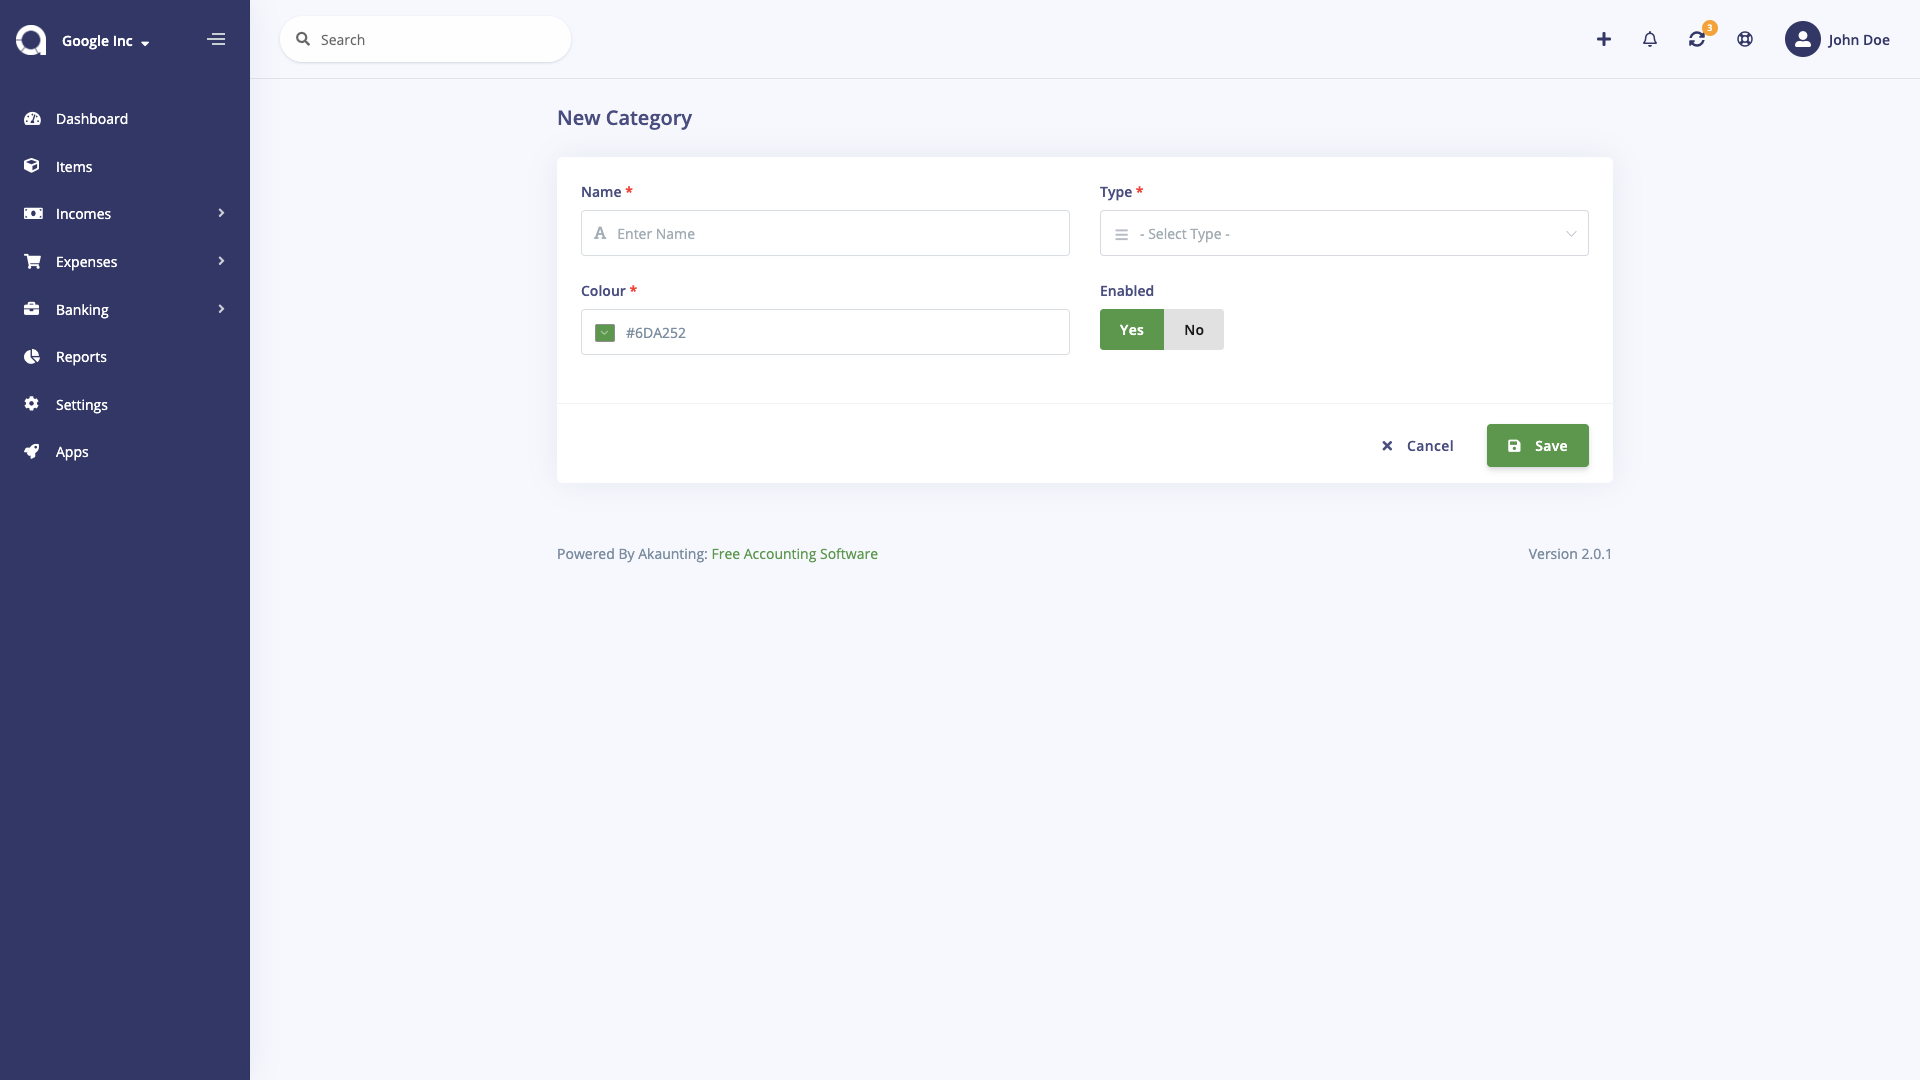 Google Inc
Search
3
John Doe
Dashboard
Items
Incomes
Expenses
Banking
Reports
Settings
Apps
New Category
Name *
Type *
Enter Name
- Select Type -
Colour *
Enabled
#6DA252
Yes
No
Cancel
Save
Powered By Akaunting: Free Accounting Software
Version 2.0.1